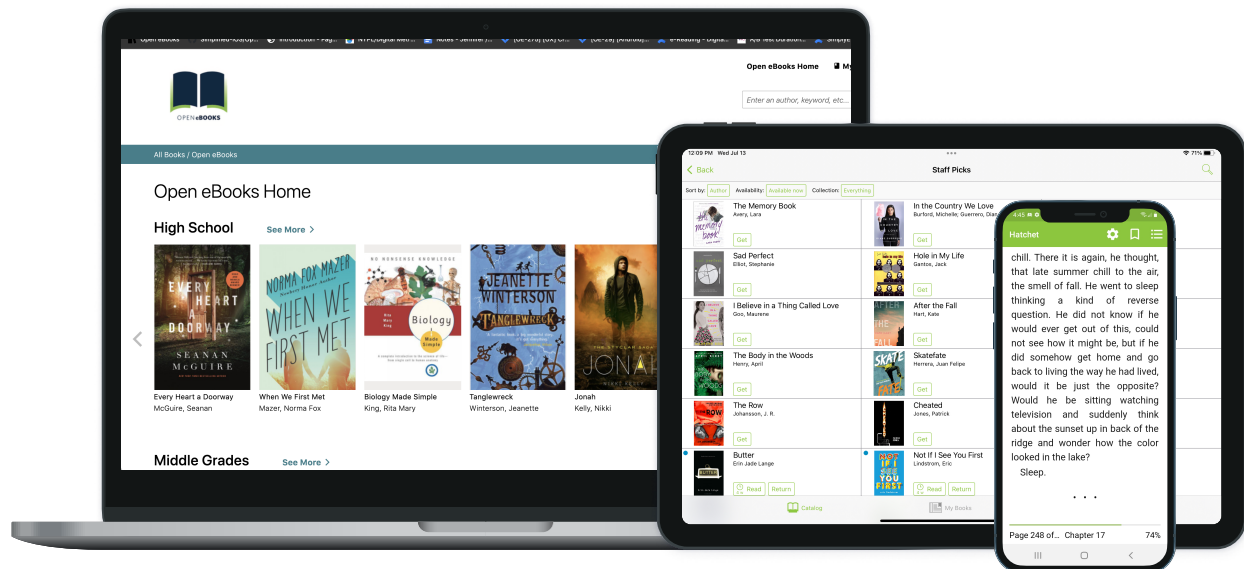 Open eBooks Home
My
Enter an author, keyword, etc...
OPEN eBOOKS
All Books / Open eBooks
Open eBooks Home
High School See More >
EVERY HEART A DOORWAY
SEANAN McGUIRE
NORMA FOX MAZER
WHEN WE FIRST MET
NO NONSENSE KNOWLEDGE
Rita Mary King
Biology
Made Simple
JEANETTE WINTERSON
TANGLEWRECK
JONAH
Every Heart a Doorway
McGuire, Seanan
When We First Met
Mazer, Norma Fox
Biology Made Simple
King, Rita Mary
Tanglewreck
Winterson, Jeanette
Jonah
Kelly, Nikki
Middle Grades See More >
12:09 PM Wed Jul 13
71%
Back
Staff Picks
Sort by: Author Availability: Available now Collection: Everything
The Memory Book
Avery, Lara
Get
In the Country We Love
Burford, Michelle; Guerrero, Dian
Get
Sad Perfect
Elliot, Stephanie
Get
Hole in My Life
Gantos, Jack
Get
I Believe in a Thing Called Love
Goo, Maurene
Get
After the Fall
Hart, Kate
Get
The Body in the Woods
Henry, April
Get
Skatefate
Herrera, Juan Felipe
Get
The Row
Johansson, J. R.
Get
Cheated
Jones, Patrick
Get
Butter
Erin Jade Lange
Read Return
Not If I See You First
Lindstrom, Eric
Read Return
Catalog
My Books
4:45
Hatchet
chill. There it is again, he thought,
that late summer chill to the air,
the smell of fall. He went to sleep
thinking a kind of reverse
question. He did not know if he
would ever get out of this, could
not see how it might be, but if he
did somehow get home and go
back to living the way he had lived,
would it be just the opposite?
Would he be sitting watching
television and suddenly think
about the sunset up in back of the
ridge and wonder how the color
looked in the lake?
Sleep.
• • •
Page 248 of... Chapter 17 74%